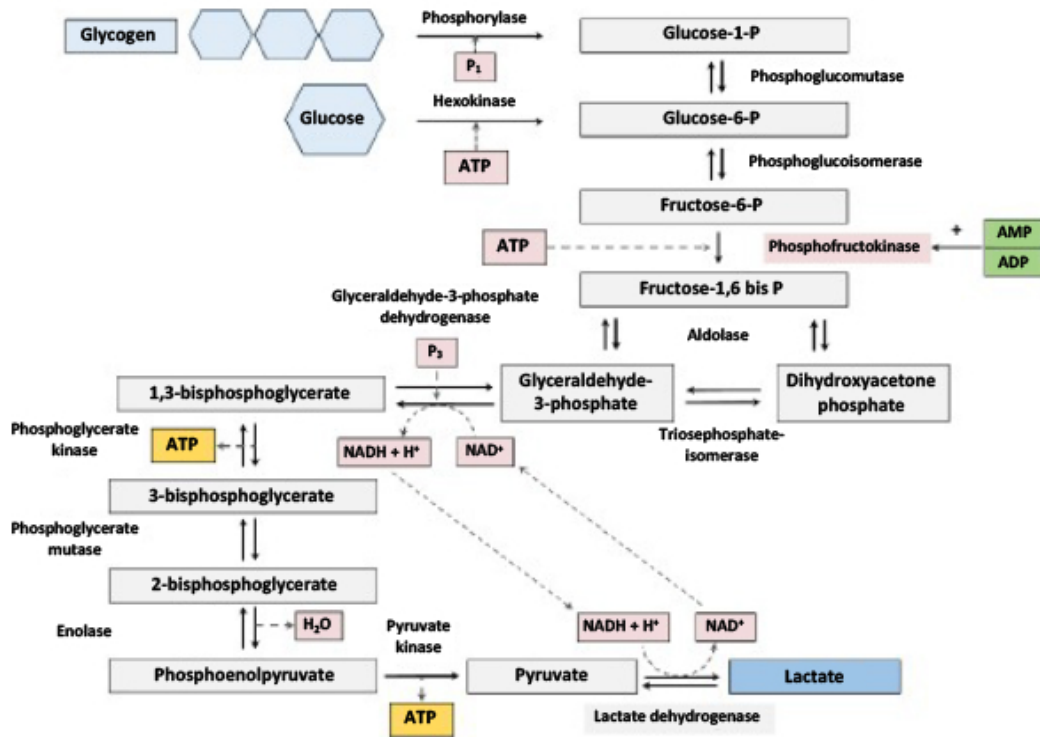 Phosphorylase
Glycogen
Glucose-1-P
P₁
Phosphoglucomutase
Hexokinase
Glucose
Glucose-6-P
ATP
Phosphoglucoisomerase
Fructose-6-P
ATP
Phosphofructokinase
+
AMP
ADP
Fructose-1,6 bis P
Glyceraldehyde-3-phosphate
dehydrogenase
Aldolase
P₃
1,3-bisphosphoglycerate
Glyceraldehyde-
3-phosphate
Dihydroxyacetone
phosphate
Phosphoglycerate
kinase
ATP
NADH + H⁺
NAD⁺
Triosephosphate-
isomerase
3-bisphosphoglycerate
Phosphoglycerate
mutase
2-bisphosphoglycerate
Enolase
H₂O
Pyruvate
kinase
NADH + H⁺
NAD⁺
Phosphoenolpyruvate
Pyruvate
Lactate
ATP
Lactate dehydrogenase